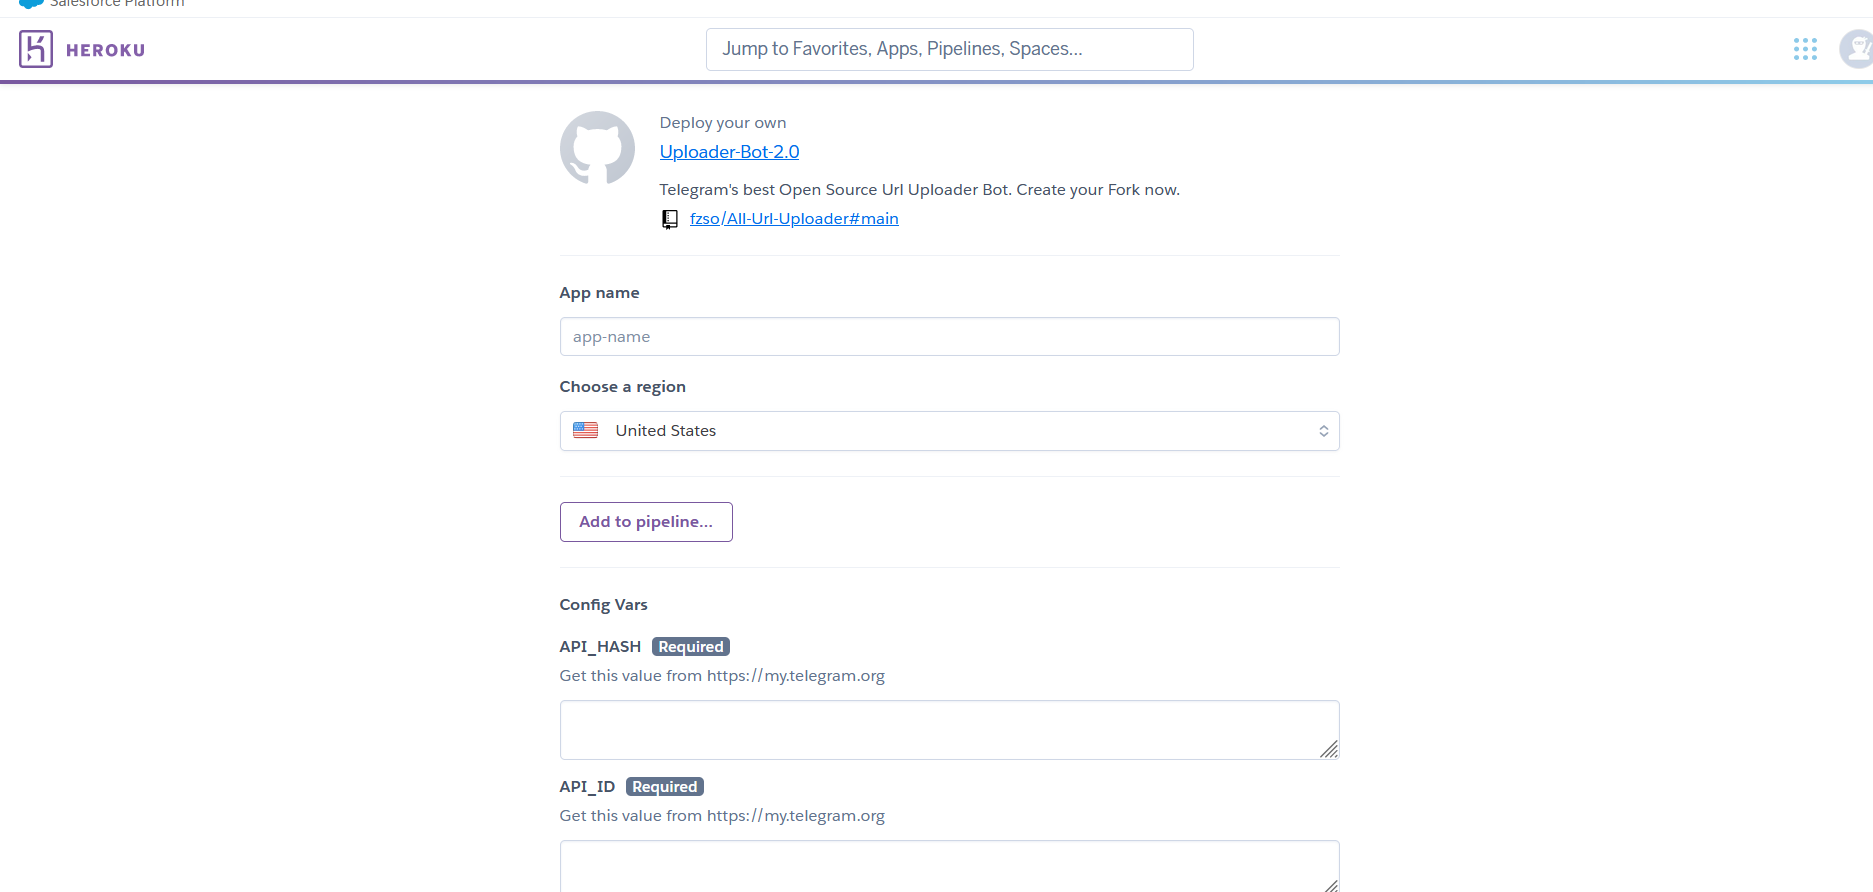 Salesforce Platform
HEROKU
Jump to Favorites, Apps, Pipelines, Spaces...
Deploy your own
Uploader-Bot-2.0
Telegram's best Open Source Url Uploader Bot. Create your Fork now.
fzso/All-Url-Uploader#main
App name
app-name
Choose a region
United States
Add to pipeline...
Config Vars
API_HASH Required
Get this value from https://my.telegram.org
API_ID Required
Get this value from https://my.telegram.org